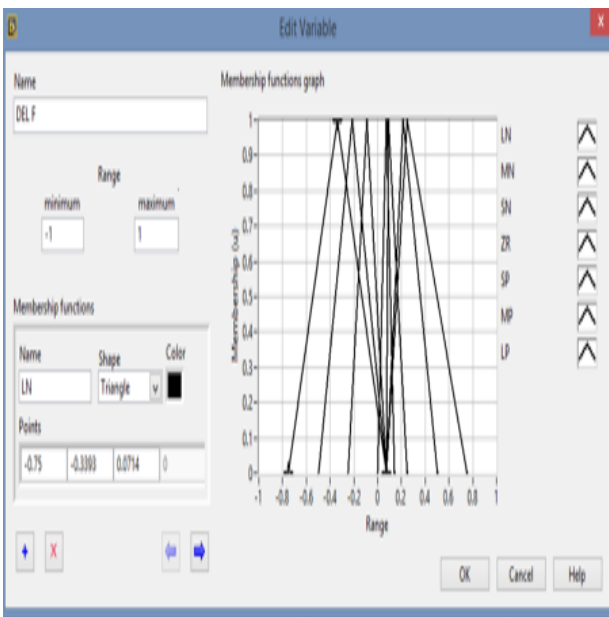 Edit Variable
x
Name
DEL F
Range
minimum
maximum
-1
1
Membership functions
Name
Shape
Color
LN
Triangle
Points
-0.75
-0.3393
0.0714
0
Membership functions graph
Membership (u)
1
0.9
0.8
0.7
0.6
0.5
0.4
0.3
0.2
0.1
0
-1
-0.8
-0.6
-0.4
-0.2
0
0.2
0.4
0.6
0.8
1
Range
LN
MN
SN
ZR
SP
MP
LP
OK
Cancel
Help